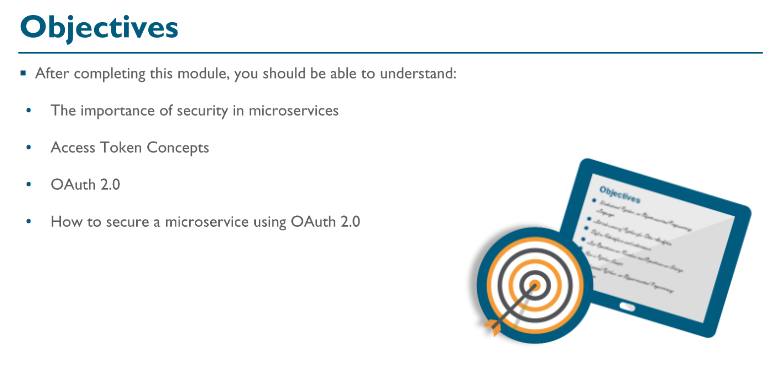 Objectives
▪ After completing this module, you should be able to understand:
• The importance of security in microservices
• Access Token Concepts
• OAuth 2.0
• How to secure a microservice using OAuth 2.0
Objectives